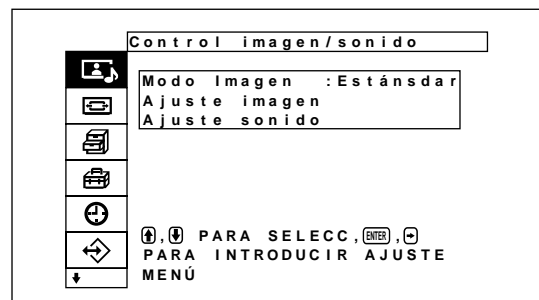 Control imagen/sonido
Modo Imagen :Estánsdar
Ajuste imagen
Ajuste sonido
↑,↓ PARA SELECC, ENTER,→
PARA INTRODUCIR AJUSTE
MENÚ